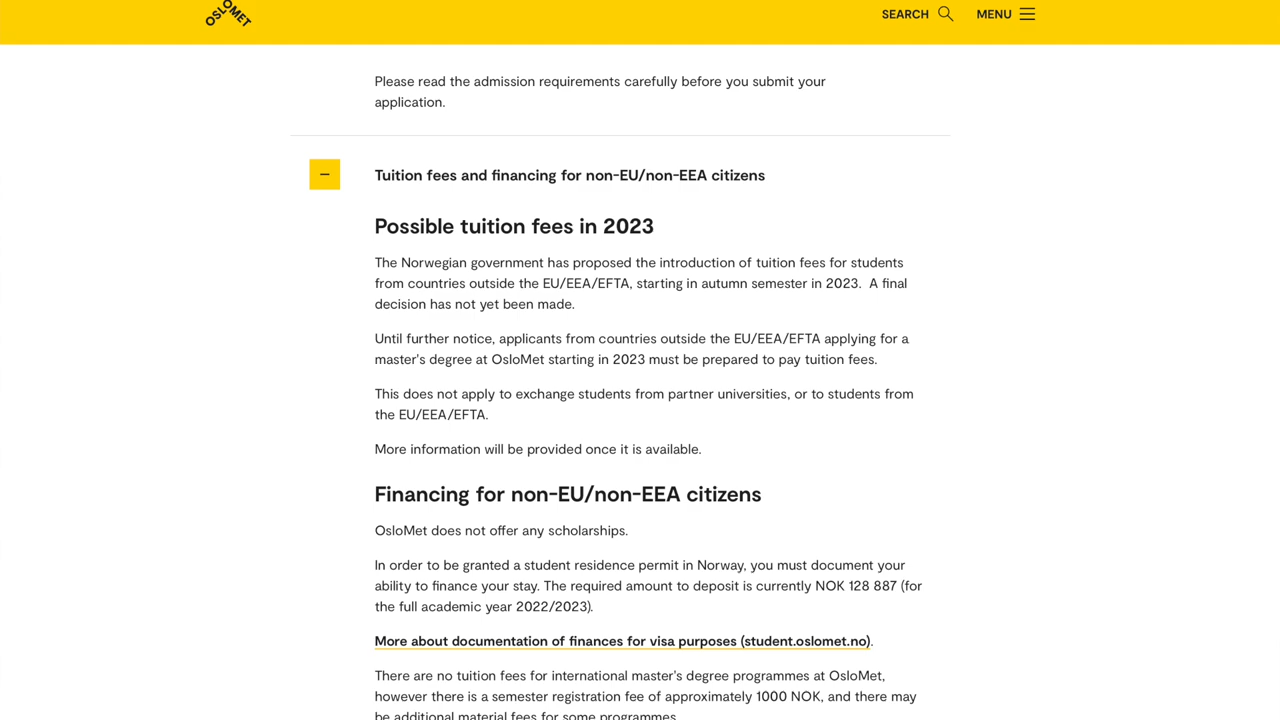 OSLOMET
SEARCH
MENU
Please read the admission requirements carefully before you submit your
application.
Tuition fees and financing for non-EU/non-EEA citizens
Possible tuition fees in 2023
The Norwegian government has proposed the introduction of tuition fees for students
from countries outside the EU/EEA/EFTA, starting in autumn semester in 2023.  A final
decision has not yet been made.
Until further notice, applicants from countries outside the EU/EEA/EFTA applying for a
master's degree at OsloMet starting in 2023 must be prepared to pay tuition fees.
This does not apply to exchange students from partner universities, or to students from
the EU/EEA/EFTA.
More information will be provided once it is available.
Financing for non-EU/non-EEA citizens
OsloMet does not offer any scholarships.
In order to be granted a student residence permit in Norway, you must document your
ability to finance your stay. The required amount to deposit is currently NOK 128 887 (for
the full academic year 2022/2023).
More about documentation of finances for visa purposes (student.oslomet.no).
There are no tuition fees for international master's degree programmes at OsloMet,
however there is a semester registration fee of approximately 1000 NOK, and there may
be additional material fees for some programmes.